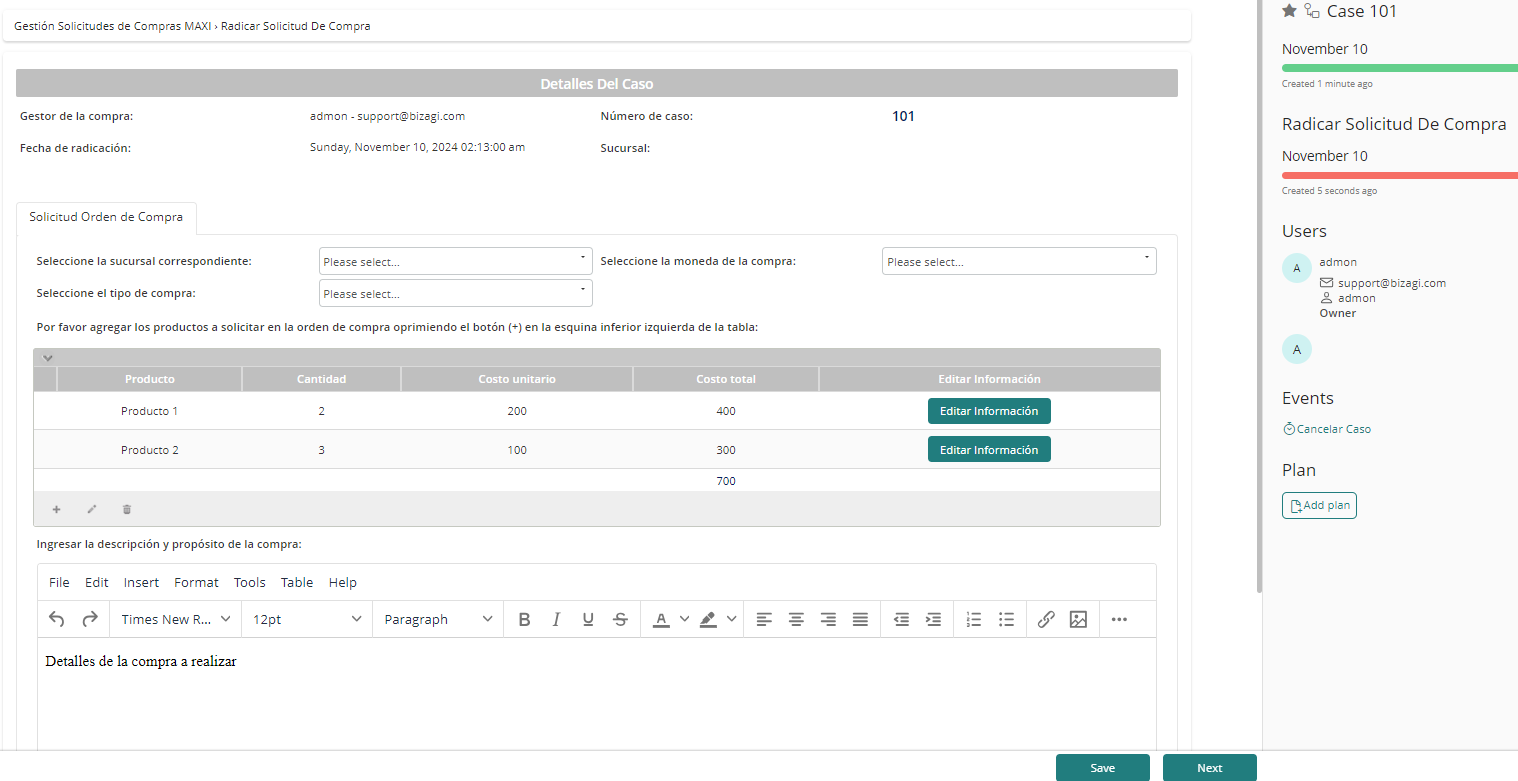 Gestión Solicitudes de Compras MAXI › Radicar Solicitud De Compra
Detalles Del Caso
Gestor de la compra: admon - support@bizagi.com Número de caso: 101
Fecha de radicación: Sunday, November 10, 2024 02:13:00 am Sucursal:
Solicitud Orden de Compra
Seleccione la sucursal correspondiente: Please select... Seleccione la moneda de la compra: Please select...
Seleccione el tipo de compra: Please select...
Por favor agregar los productos a solicitar en la orden de compra oprimiendo el botón (+) en la esquina inferior izquierda de la tabla:
Producto Cantidad Costo unitario Costo total Editar Información
Producto 1 2 200 400 Editar Información
Producto 2 3 100 300 Editar Información
700
Ingresar la descripción y propósito de la compra:
File Edit Insert Format Tools Table Help
Times New R... 12pt Paragraph B I U S A
Detalles de la compra a realizar
Save Next
Case 101
November 10
Created 1 minute ago
Radicar Solicitud De Compra
November 10
Created 5 seconds ago
Users
A admon
support@bizagi.com
admon
Owner
A
Events
Cancelar Caso
Plan
Add plan